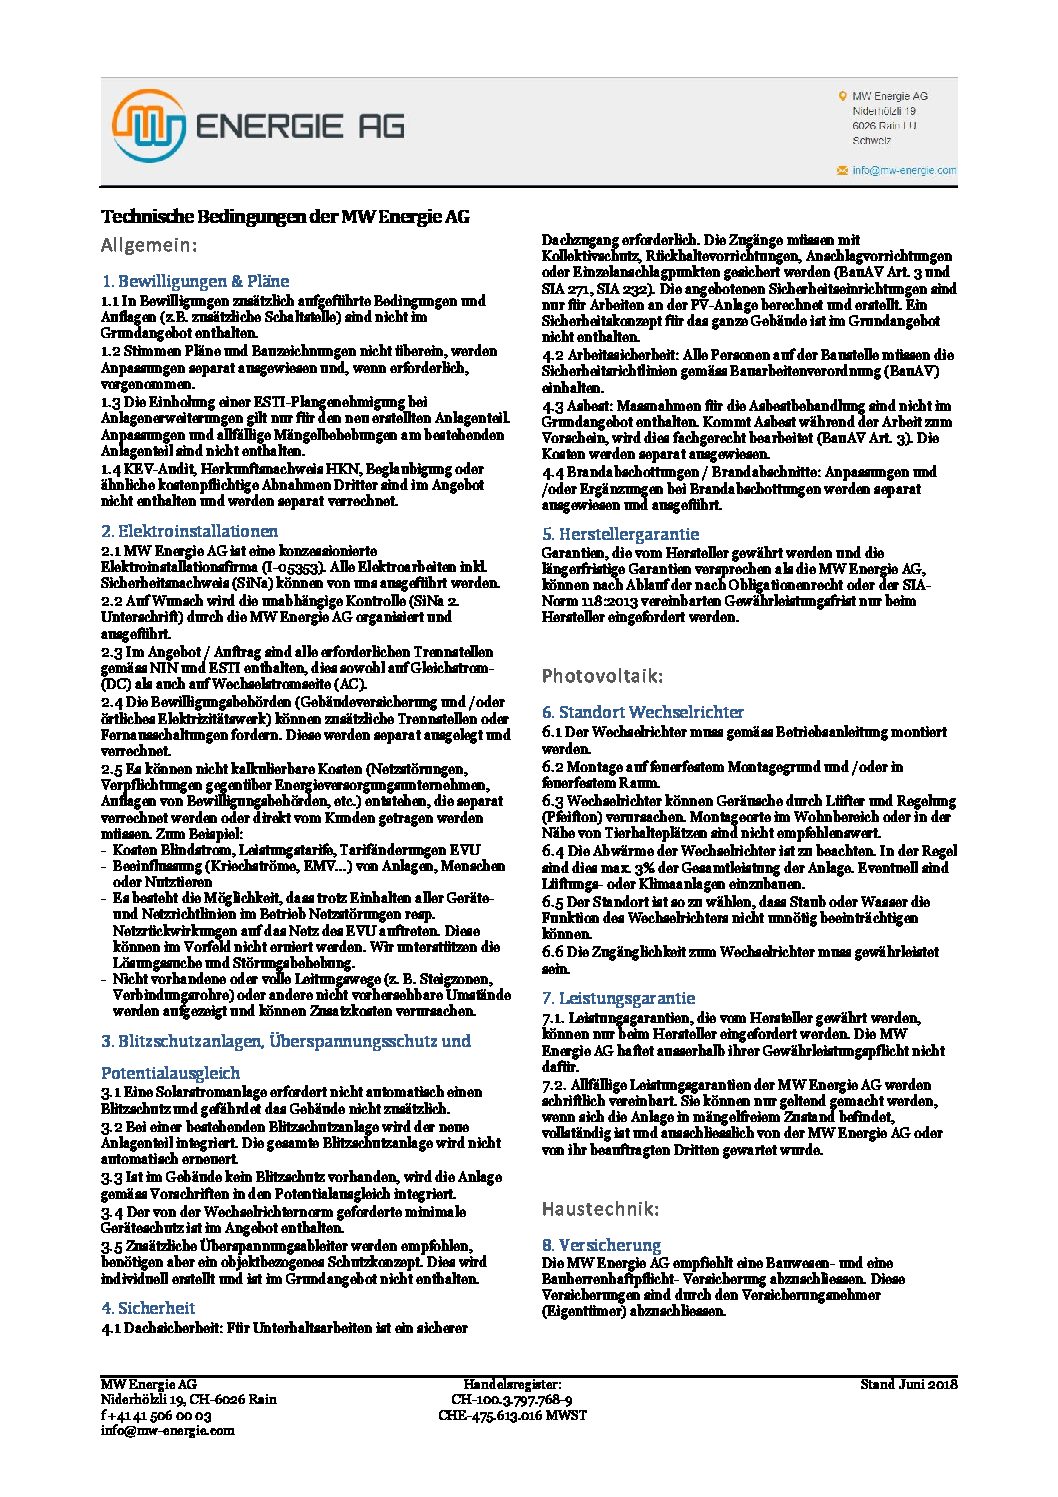 ENERGIE AG
MW Energie AG
Niderhölzli 19
6026 Rain LU
Schweiz
info@mw-energie.com
Technische Bedingungen der MW Energie AG
Allgemein:
1. Bewilligungen & Pläne
1.1 In Bewilligungen zusätzlich aufgeführte Bedingungen und
Auflagen (z.B. zusätzliche Schaltstelle) sind nicht im
Grundangebot enthalten.
1.2 Stimmen Pläne und Bauzeichnungen nicht überein, werden
Anpassungen separat ausgewiesen und, wenn erforderlich,
vorgenommen.
1.3 Die Einholung einer ESTI-Plangenehmigung bei
Anlagenerweiterungen gilt nur für den neu erstellten Anlagenteil.
Anpassungen und allfällige Mängelbehebungen am bestehenden
Anlagenteil sind nicht enthalten.
1.4 KEV-Audit, Herkunftsnachweis HKN, Beglaubigung oder
ähnliche kostenpflichtige Abnahmen Dritter sind im Angebot
nicht enthalten und werden separat verrechnet.
2. Elektroinstallationen
2.1 MW Energie AG ist eine konzessionierte
Elektroinstallationsfirma (I-05353). Alle Elektroarbeiten inkl.
Sicherheitsnachweis (SiNa) können von uns ausgeführt werden.
2.2 Auf Wunsch wird die unabhängige Kontrolle (SiNa 2.
Unterschrift) durch die MW Energie AG organisiert und
ausgeführt.
2.3 Im Angebot / Auftrag sind alle erforderlichen Trennstellen
gemäss NIN und ESTI enthalten, dies sowohl auf Gleichstrom-
(DC) als auch auf Wechselstromseite (AC).
2.4 Die Bewilligungsbehörden (Gebäudeversicherung und /oder
örtliches Elektrizitätswerk) können zusätzliche Trennstellen oder
Fernausschaltungen fordern. Diese werden separat ausgelegt und
verrechnet.
2.5 Es können nicht kalkulierbare Kosten (Netzstörungen,
Verpflichtungen gegenüber Energieversorgungsunternehmen,
Auflagen von Bewilligungsbehörden, etc.) entstehen, die separat
verrechnet werden oder direkt vom Kunden getragen werden
müssen. Zum Beispiel:
- Kosten Blindstrom, Leistungstarife, Tarifänderungen EVU
- Beeinflussung (Kriechströme, EMV...) von Anlagen, Menschen
oder Nutztieren
- Es besteht die Möglichkeit, dass trotz Einhalten aller Geräte-
und Netzrichtlinien im Betrieb Netzstörungen resp.
Netzrückwirkungen auf das Netz des EVU auftreten. Diese
können im Vorfeld nicht eruiert werden. Wir unterstützen die
Lösungssuche und Störungsbehebung.
- Nicht vorhandene oder volle Leitungswege (z. B. Steigzonen,
Verbindungsrohre) oder andere nicht vorhersehbare Umstände
werden aufgezeigt und können Zusatzkosten verursachen.
3. Blitzschutzanlagen, Überspannungsschutz und
Potentialausgleich
3.1 Eine Solarstromanlage erfordert nicht automatisch einen
Blitzschutz und gefährdet das Gebäude nicht zusätzlich.
3.2 Bei einer bestehenden Blitzschutzanlage wird der neue
Anlagenteil integriert. Die gesamte Blitzschutzanlage wird nicht
automatisch erneuert.
3.3 Ist im Gebäude kein Blitzschutz vorhanden, wird die Anlage
gemäss Vorschriften in den Potentialausgleich integriert.
3.4 Der von der Wechselrichternorm geforderte minimale
Geräteschutz ist im Angebot enthalten.
3.5 Zusätzliche Überspannungsableiter werden empfohlen,
benötigen aber ein objektbezogenes Schutzkonzept. Dies wird
individuell erstellt und ist im Grundangebot nicht enthalten.
4. Sicherheit
4.1 Dachsicherheit: Für Unterhaltsarbeiten ist ein sicherer
Dachzugang erforderlich. Die Zugänge müssen mit
Kollektivschutz, Rückhaltevorrichtungen, Anschlagvorrichtungen
oder Einzelanschlagpunkten gesichert werden (BauAV Art. 3 und
SIA 271, SIA 232). Die angebotenen Sicherheitseinrichtungen sind
nur für Arbeiten an der PV-Anlage berechnet und erstellt. Ein
Sicherheitskonzept für das ganze Gebäude ist im Grundangebot
nicht enthalten.
4.2 Arbeitssicherheit: Alle Personen auf der Baustelle müssen die
Sicherheitsrichtlinien gemäss Bauarbeitenverordnung (BauAV)
einhalten.
4.3 Asbest: Massnahmen für die Asbestbehandlung sind nicht im
Grundangebot enthalten. Kommt Asbest während der Arbeit zum
Vorschein, wird dies fachgerecht bearbeitet (BauAV Art. 3). Die
Kosten werden separat ausgewiesen.
4.4 Brandabschottungen / Brandabschnitte: Anpassungen und
/oder Ergänzungen bei Brandabschottungen werden separat
ausgewiesen und ausgeführt.
5. Herstellergarantie
Garantien, die vom Hersteller gewährt werden und die
längerfristige Garantien versprechen als die MW Energie AG,
können nach Ablauf der nach Obligationenrecht oder der SIA-
Norm 118:2013 vereinbarten Gewährleistungsfrist nur beim
Hersteller eingefordert werden.
Photovoltaik:
6. Standort Wechselrichter
6.1 Der Wechselrichter muss gemäss Betriebsanleitung montiert
werden.
6.2 Montage auf feuerfestem Montagegrund und /oder in
feuerfestem Raum.
6.3 Wechselrichter können Geräusche durch Lüfter und Regelung
(Pfeifton) verursachen. Montageorte im Wohnbereich oder in der
Nähe von Tierhalteplätzen sind nicht empfehlenswert.
6.4 Die Abwärme der Wechselrichter ist zu beachten. In der Regel
sind dies max. 3% der Gesamtleistung der Anlage. Eventuell sind
Lüftungs- oder Klimaanlagen einzubauen.
6.5 Der Standort ist so zu wählen, dass Staub oder Wasser die
Funktion des Wechselrichters nicht unnötig beeinträchtigen
können.
6.6 Die Zugänglichkeit zum Wechselrichter muss gewährleistet
sein.
7. Leistungsgarantie
7.1. Leistungsgarantien, die vom Hersteller gewährt werden,
können nur beim Hersteller eingefordert werden. Die MW
Energie AG haftet ausserhalb ihrer Gewährleistungspflicht nicht
dafür.
7.2. Allfällige Leistungsgarantien der MW Energie AG werden
schriftlich vereinbart. Sie können nur geltend gemacht werden,
wenn sich die Anlage in mängelfreiem Zustand befindet,
vollständig ist und ausschliesslich von der MW Energie AG oder
von ihr beauftragten Dritten gewartet wurde.
Haustechnik:
8. Versicherung
Die MW Energie AG empfiehlt eine Bauwesen- und eine
Bauherrenhaftpflicht- Versicherung abzuschliessen. Diese
Versicherungen sind durch den Versicherungsnehmer
(Eigentümer) abzuschliessen.
MW Energie AG
Niderhölzli 19, CH-6026 Rain
f +41 41 506 00 03
info@mw-energie.com
Handelsregister:
CH-100.3.797.768-9
CHE-475.613.016 MWST
Stand Juni 2018